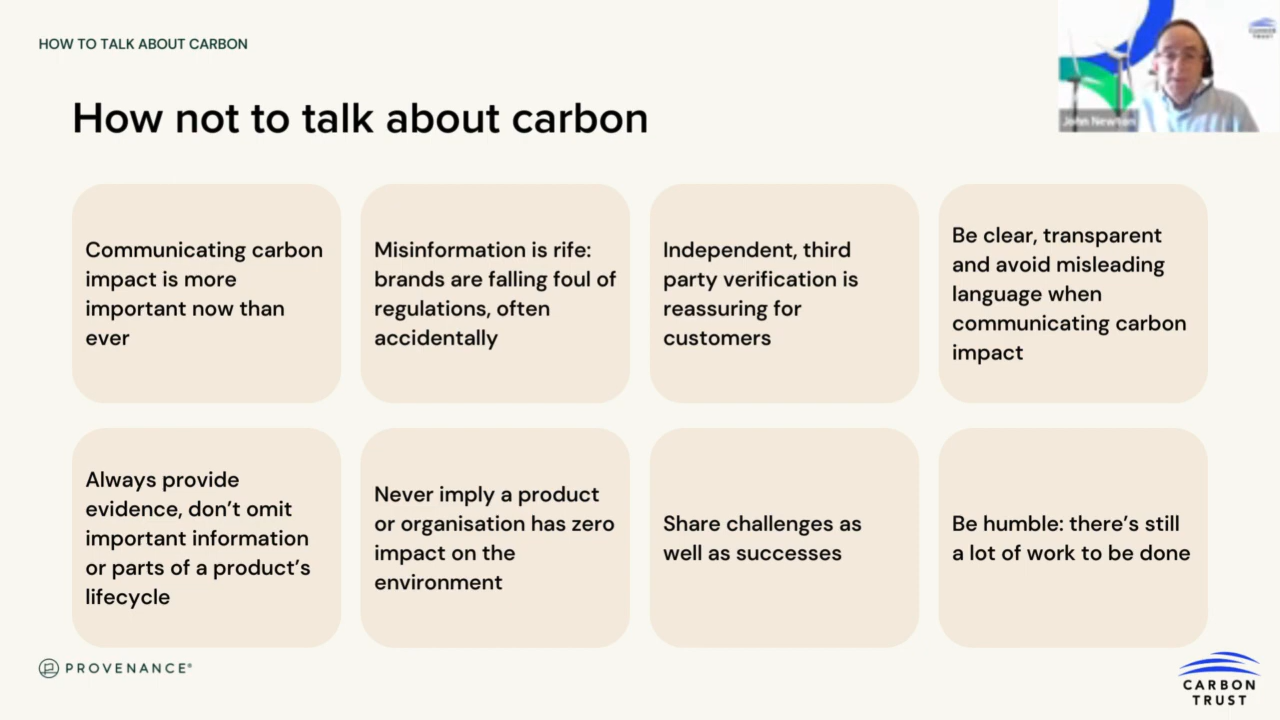 HOW TO TALK ABOUT CARBON
CARBON
TRUST
John Newton
How not to talk about carbon
Communicating carbon
impact is more
important now than
ever
Misinformation is rife:
brands are falling foul of
regulations, often
accidentally
Independent, third
party verification is
reassuring for
customers
Be clear, transparent
and avoid misleading
language when
communicating carbon
impact
Always provide
evidence, don’t omit
important information
or parts of a product’s
lifecycle
Never imply a product
or organisation has zero
impact on the
environment
Share challenges as
well as successes
Be humble: there’s still
a lot of work to be done
PROVENANCE®
CARBON
TRUST